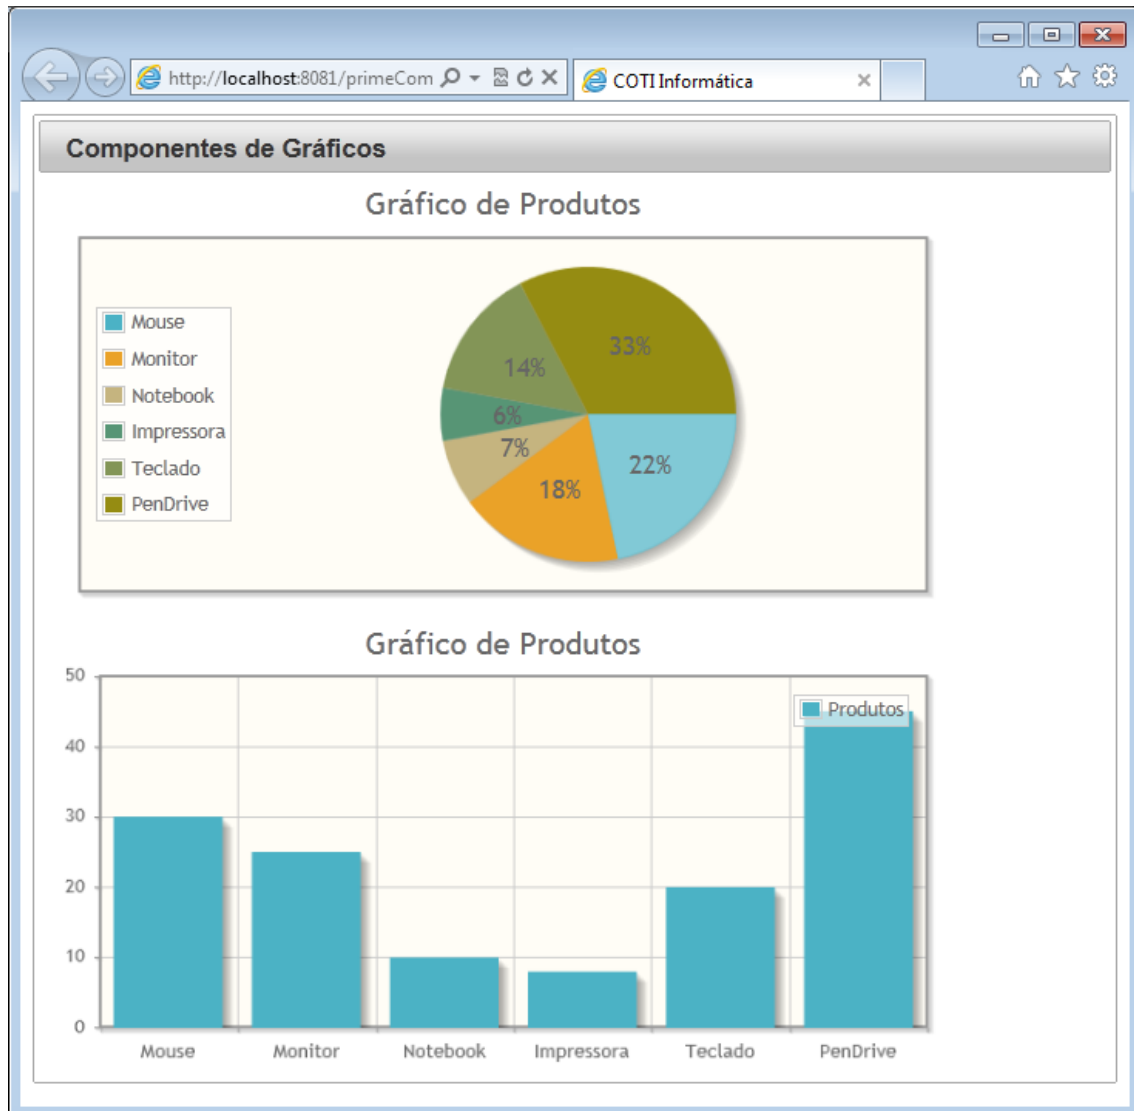 http://localhost:8081/primeCom
COTI Informática
Componentes de Gráficos
Gráfico de Produtos
Mouse
Monitor
Notebook
Impressora
Teclado
PenDrive
33%
14%
6%
7%
22%
18%
Gráfico de Produtos
50
Produtos
40
30
20
10
0
Mouse Monitor Notebook Impressora Teclado PenDrive